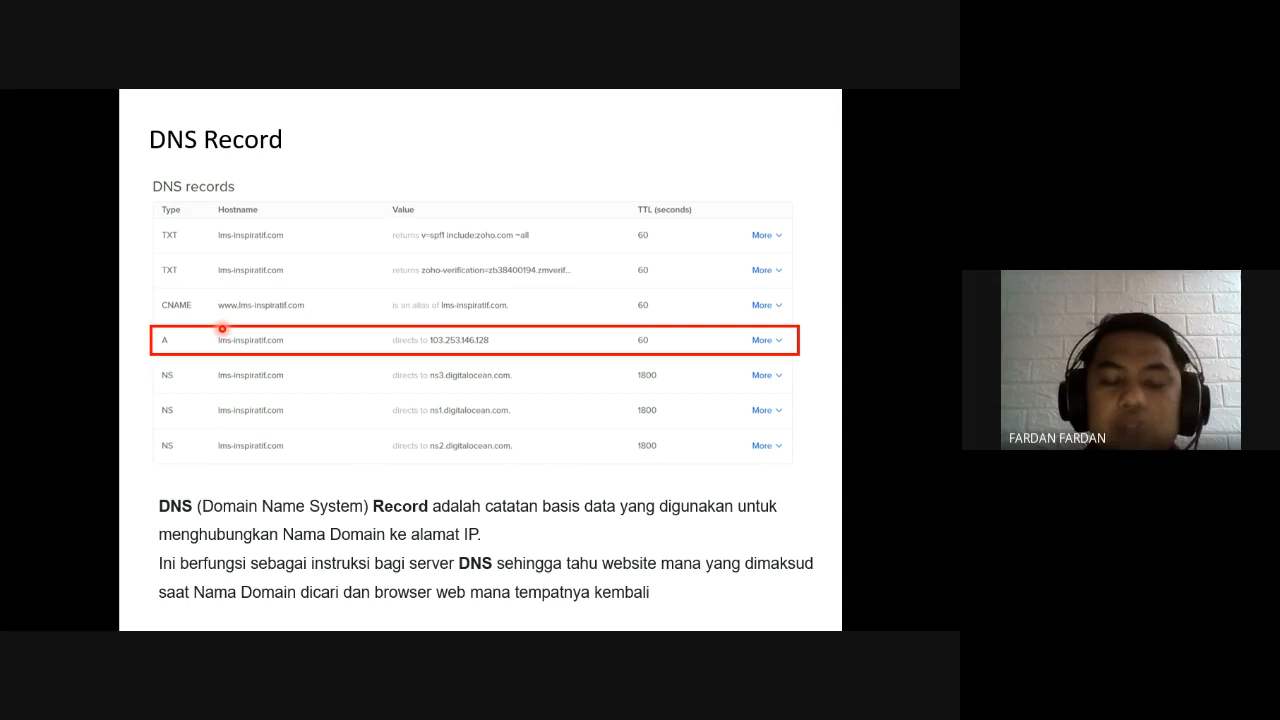 DNS Record
DNS records
Type Hostname Value TTL (seconds)
TXT lms-inspiratif.com returns v=spf1 include:zoho.com ~all 60 More
TXT lms-inspiratif.com returns zoho-verification=zb38400194.zmverif... 60 More
CNAME www.lms-inspiratif.com is an alias of lms-inspiratif.com. 60 More
A lms-inspiratif.com directs to 103.253.146.128 60 More
NS lms-inspiratif.com directs to ns3.digitalocean.com. 1800 More
NS lms-inspiratif.com directs to ns1.digitalocean.com. 1800 More
NS lms-inspiratif.com directs to ns2.digitalocean.com. 1800 More
DNS (Domain Name System) Record adalah catatan basis data yang digunakan untuk
menghubungkan Nama Domain ke alamat IP.
Ini berfungsi sebagai instruksi bagi server DNS sehingga tahu website mana yang dimaksud
saat Nama Domain dicari dan browser web mana tempatnya kembali
FARDAN FARDAN